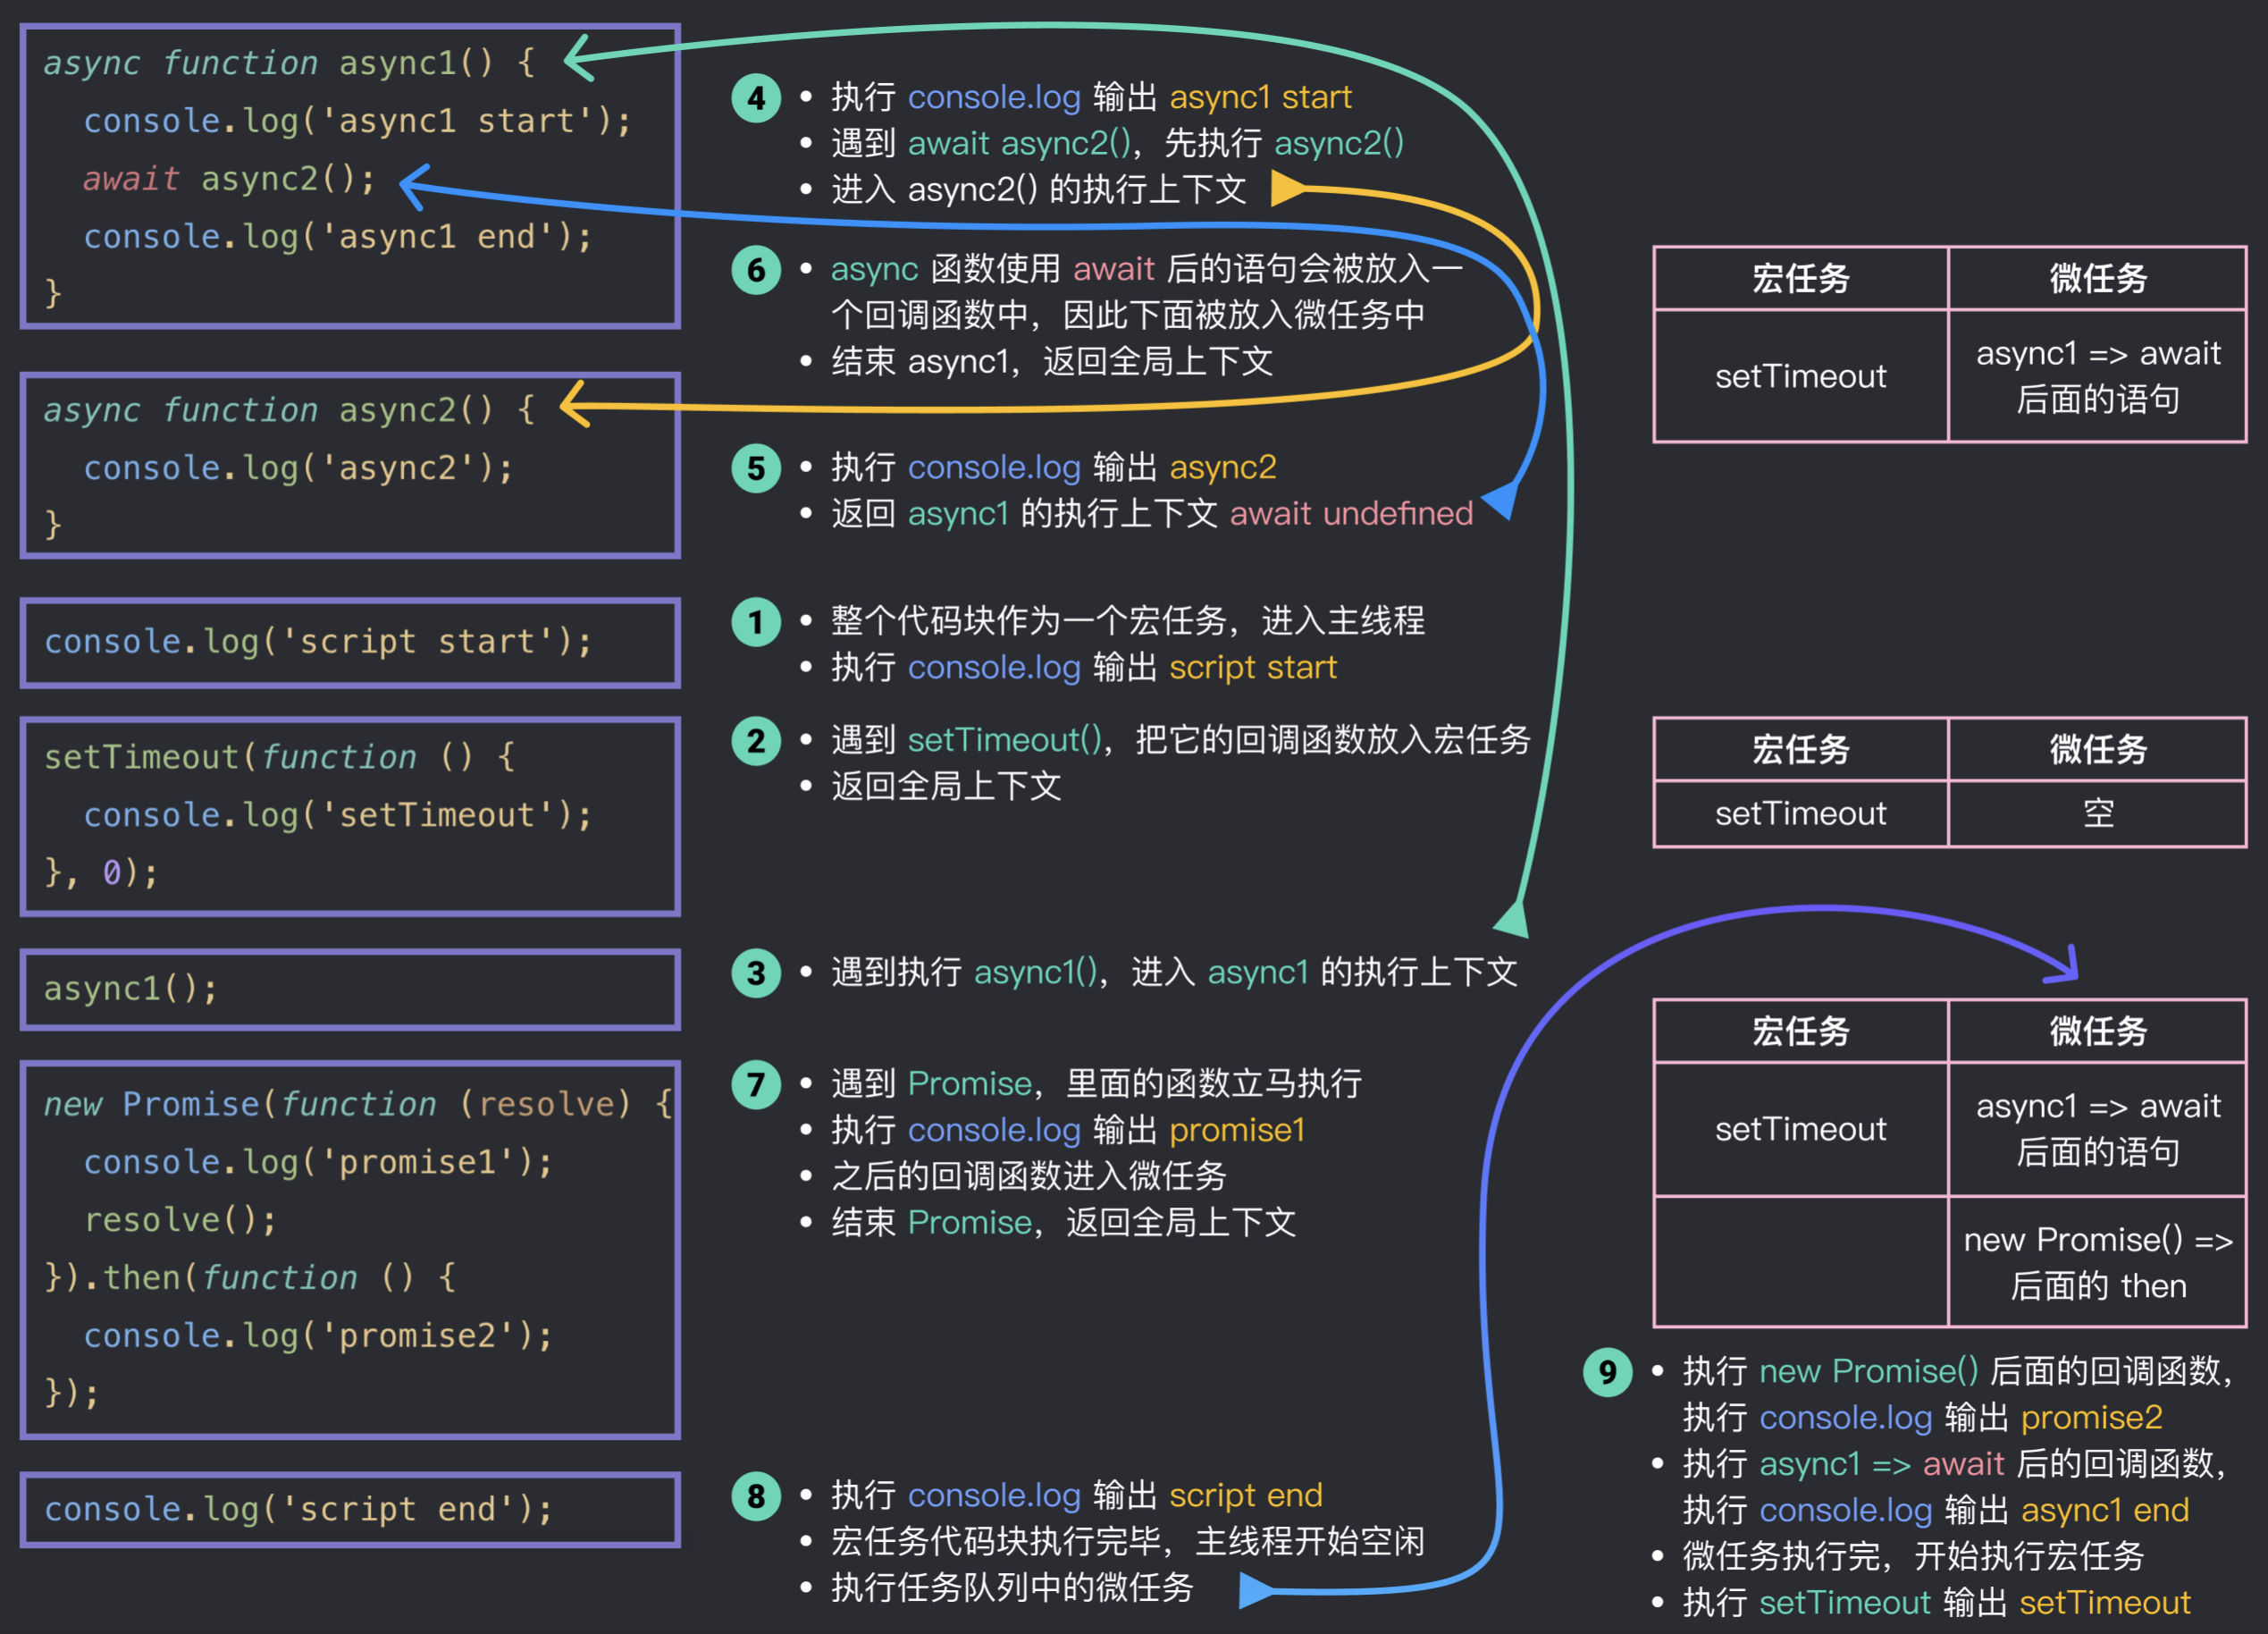 async function async1() {
console.log('async1 start');
await async2();
console.log('async1 end');
}
4
• 执行 console.log 输出 async1 start
• 遇到 await async2()，先执行 async2()
• 进入 async2() 的执行上下文
6
• async 函数使用 await 后的语句会被放入一
个回调函数中，因此下面被放入微任务中
• 结束 async1，返回全局上下文
宏任务 微任务
setTimeout
async1 => await
后面的语句
async function async2() {
console.log('async2');
}
5
• 执行 console.log 输出 async2
• 返回 async1 的执行上下文 await undefined
console.log('script start');
1
• 整个代码块作为一个宏任务，进入主线程
• 执行 console.log 输出 script start
setTimeout(function () {
console.log('setTimeout');
}, 0);
2
• 遇到 setTimeout()，把它的回调函数放入宏任务
• 返回全局上下文
宏任务 微任务
setTimeout 空
async1();
3
• 遇到执行 async1()，进入 async1 的执行上下文
new Promise(function (resolve) {
console.log('promise1');
resolve();
}).then(function () {
console.log('promise2');
});
7
• 遇到 Promise，里面的函数立马执行
• 执行 console.log 输出 promise1
• 之后的回调函数进入微任务
• 结束 Promise，返回全局上下文
宏任务 微任务
setTimeout
async1 => await
后面的语句
new Promise() =>
后面的 then
console.log('script end');
8
• 执行 console.log 输出 script end
• 宏任务代码块执行完毕，主线程开始空闲
• 执行任务队列中的微任务
9
• 执行 new Promise() 后面的回调函数，
执行 console.log 输出 promise2
• 执行 async1 => await 后的回调函数，
执行 console.log 输出 async1 end
• 微任务执行完，开始执行宏任务
• 执行 setTimeout 输出 setTimeout